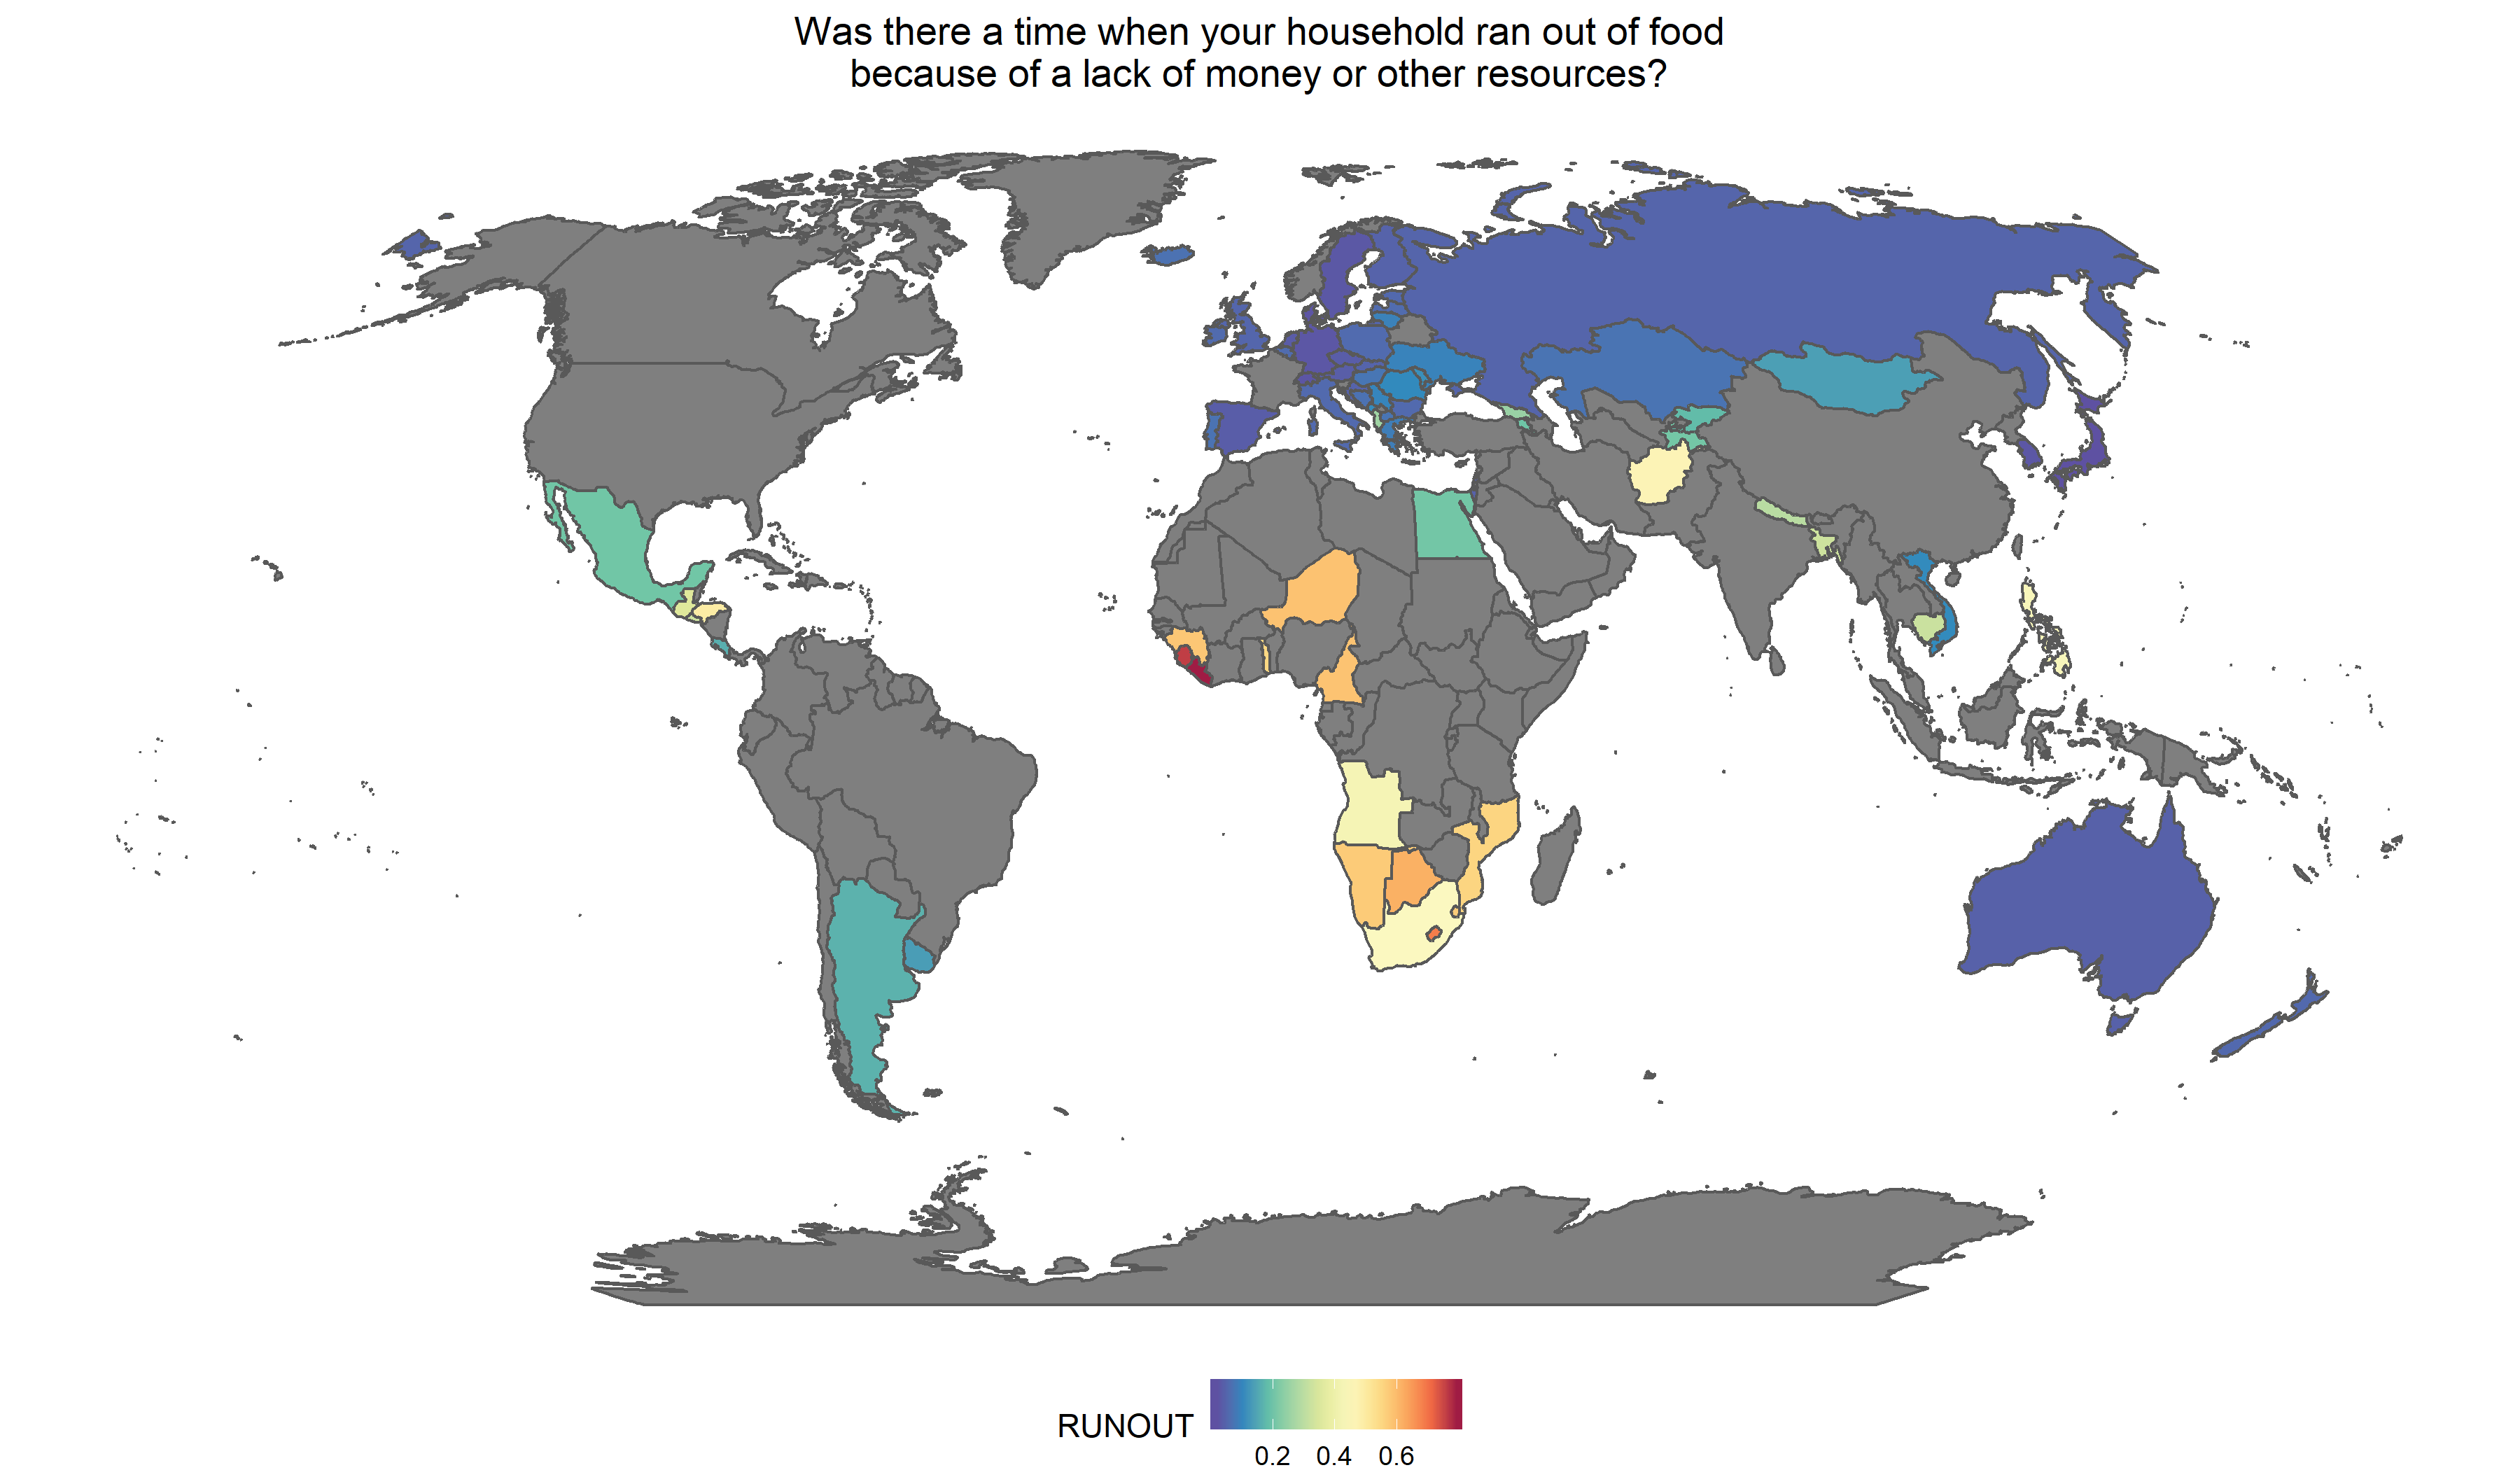 Was there a time when your household ran out of food
because of a lack of money or other resources?
RUNOUT
0.2 0.4 0.6